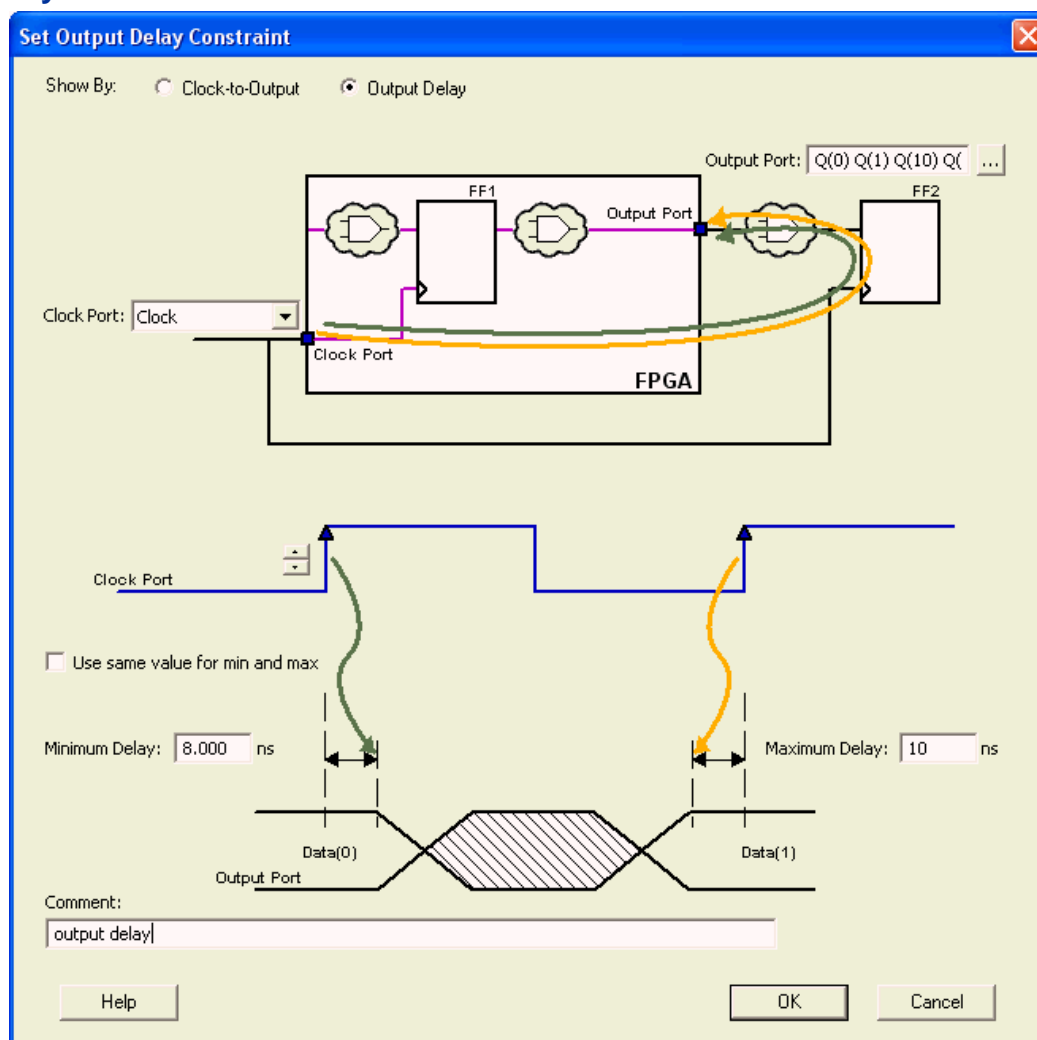 Set Output Delay Constraint
Show By: Clock-to-Output Output Delay
Output Port: Q(0) Q(1) Q(10) Q( ...
FF1 FF2
Output Port
Clock Port: Clock
Clock Port
FPGA
Clock Port
Use same value for min and max
Minimum Delay: 8.000 ns Maximum Delay: 10 ns
Data(0) Data(1)
Output Port
Comment:
output delay
Help OK Cancel